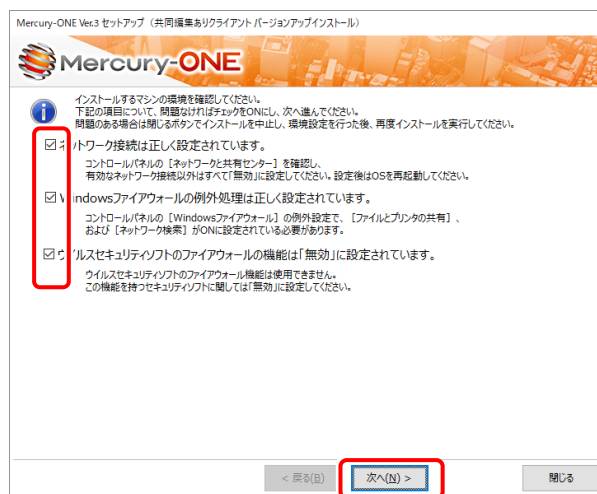 Mercury-ONE Ver.3 セットアップ（共同編集ありクライアント バージョンアップインストール）
Mercury-ONE
インストールするマシンの環境を確認してください。
下記の項目について、問題なければチェックをONにし、次へ進んでください。
問題のある場合は閉じるボタンでインストールを中止し、環境設定を行った後、再度インストールを実行してください。
ネットワーク接続は正しく設定されています。
コントロールパネルの［ネットワークと共有センター］を確認し、
有効なネットワーク接続以外はすべて「無効」に設定してください。設定後はOSを再起動してください。
Windowsファイアウォールの例外処理は正しく設定されています。
コントロールパネルの［Windowsファイアウォール］の例外設定で、［ファイルとプリンタの共有］、
および［ネットワーク検索］がONに設定されている必要があります。
ウイルスセキュリティソフトのファイアウォールの機能は「無効」に設定されています。
ウイルスセキュリティソフトのファイアウォール機能は使用できません。
この機能を持つセキュリティソフトに関しては「無効」に設定してください。
< 戻る(B) 次へ(N) > 閉じる